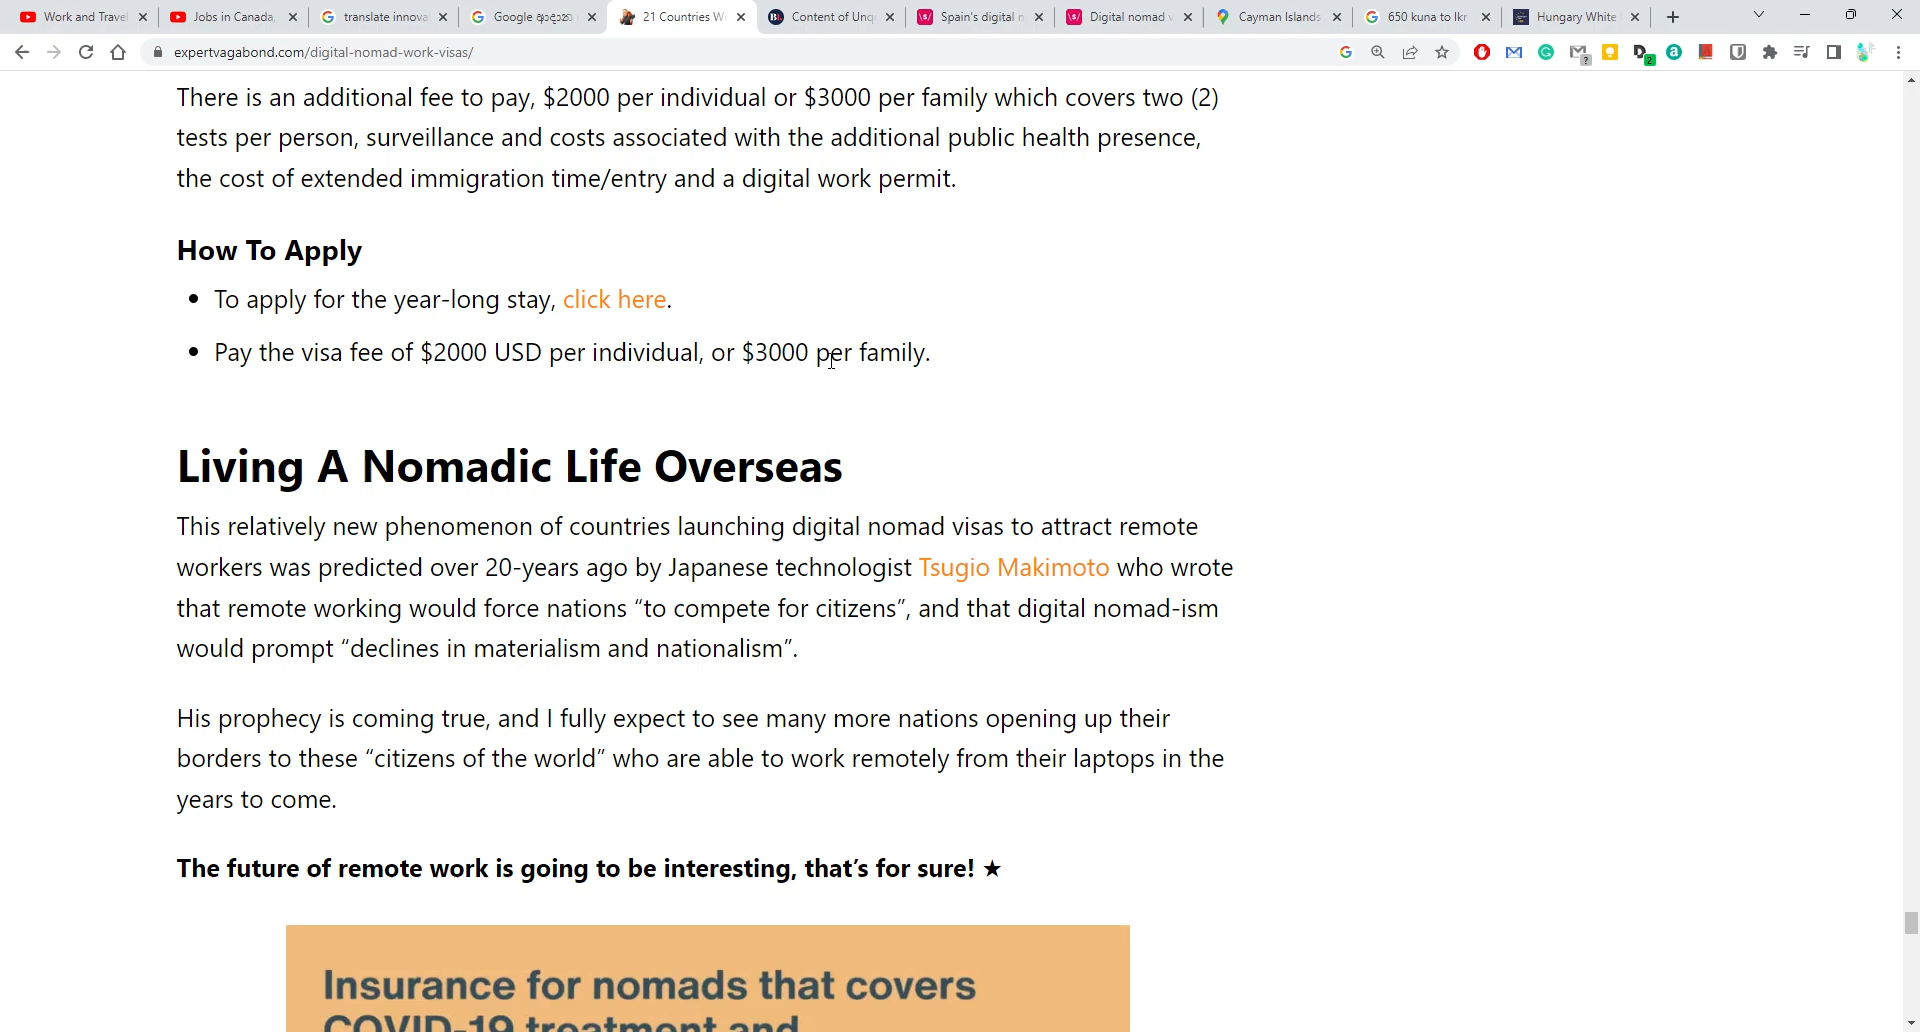 Work and Trave
Jobs in Canada,
translate innova
Google
21 Countries W
Content of Unq
Spain's digital n
Digital nomad v
Cayman Islands
650 kuna to lkr
Hungary White
expertvagabond.com/digital-nomad-work-visas/
There is an additional fee to pay, $2000 per individual or $3000 per family which covers two (2)
tests per person, surveillance and costs associated with the additional public health presence,
the cost of extended immigration time/entry and a digital work permit.
How To Apply
• To apply for the year-long stay, click here.
• Pay the visa fee of $2000 USD per individual, or $3000 per family.
Living A Nomadic Life Overseas
This relatively new phenomenon of countries launching digital nomad visas to attract remote
workers was predicted over 20-years ago by Japanese technologist Tsugio Makimoto who wrote
that remote working would force nations “to compete for citizens”, and that digital nomad-ism
would prompt “declines in materialism and nationalism”.
His prophecy is coming true, and I fully expect to see many more nations opening up their
borders to these “citizens of the world” who are able to work remotely from their laptops in the
years to come.
The future of remote work is going to be interesting, that’s for sure! ★
Insurance for nomads that covers
COVID-19 treatment and